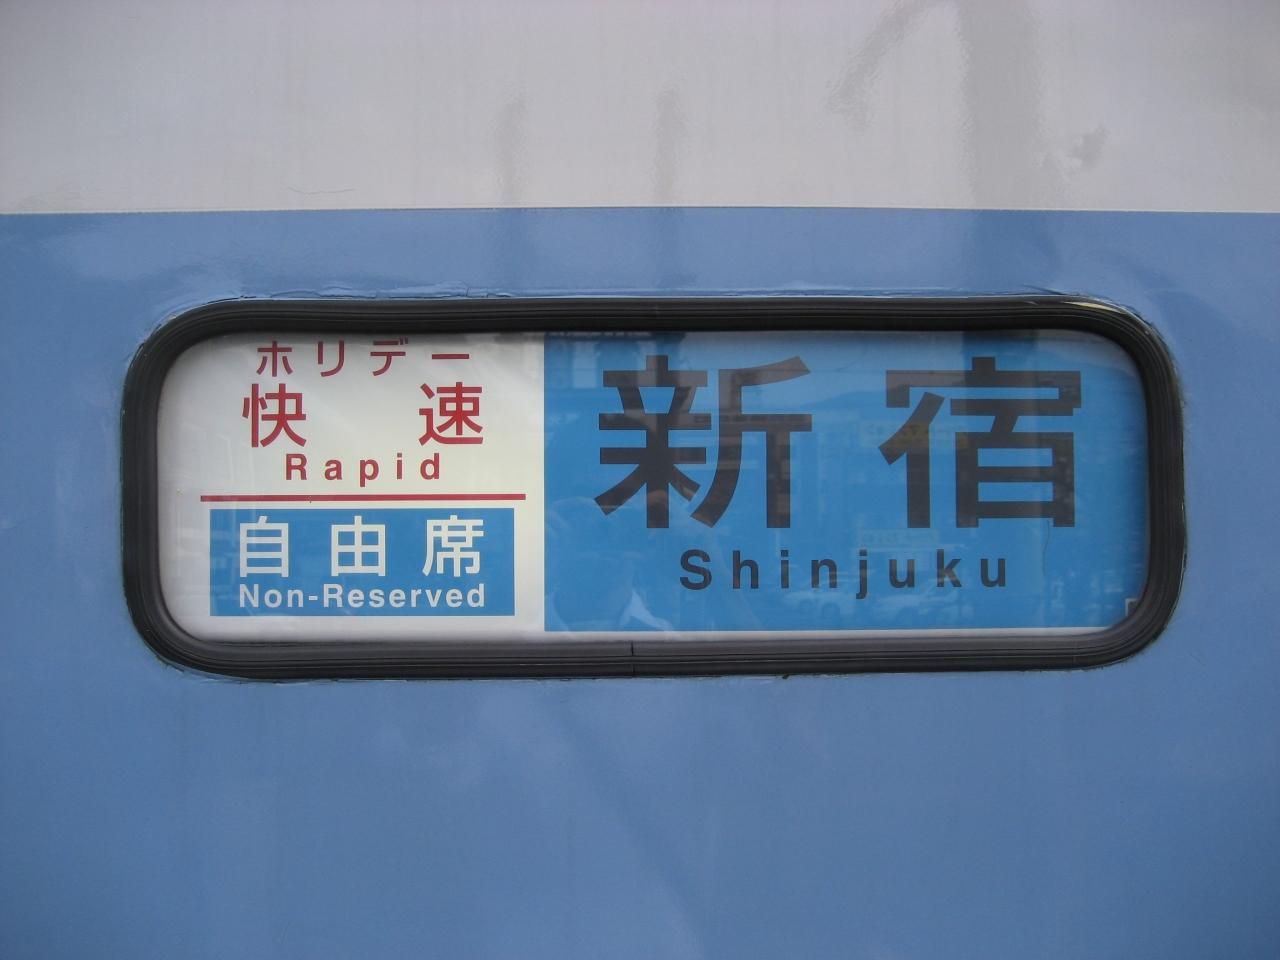 ホリデー
快速
Rapid
自由席
Non-Reserved
新宿
Shinjuku